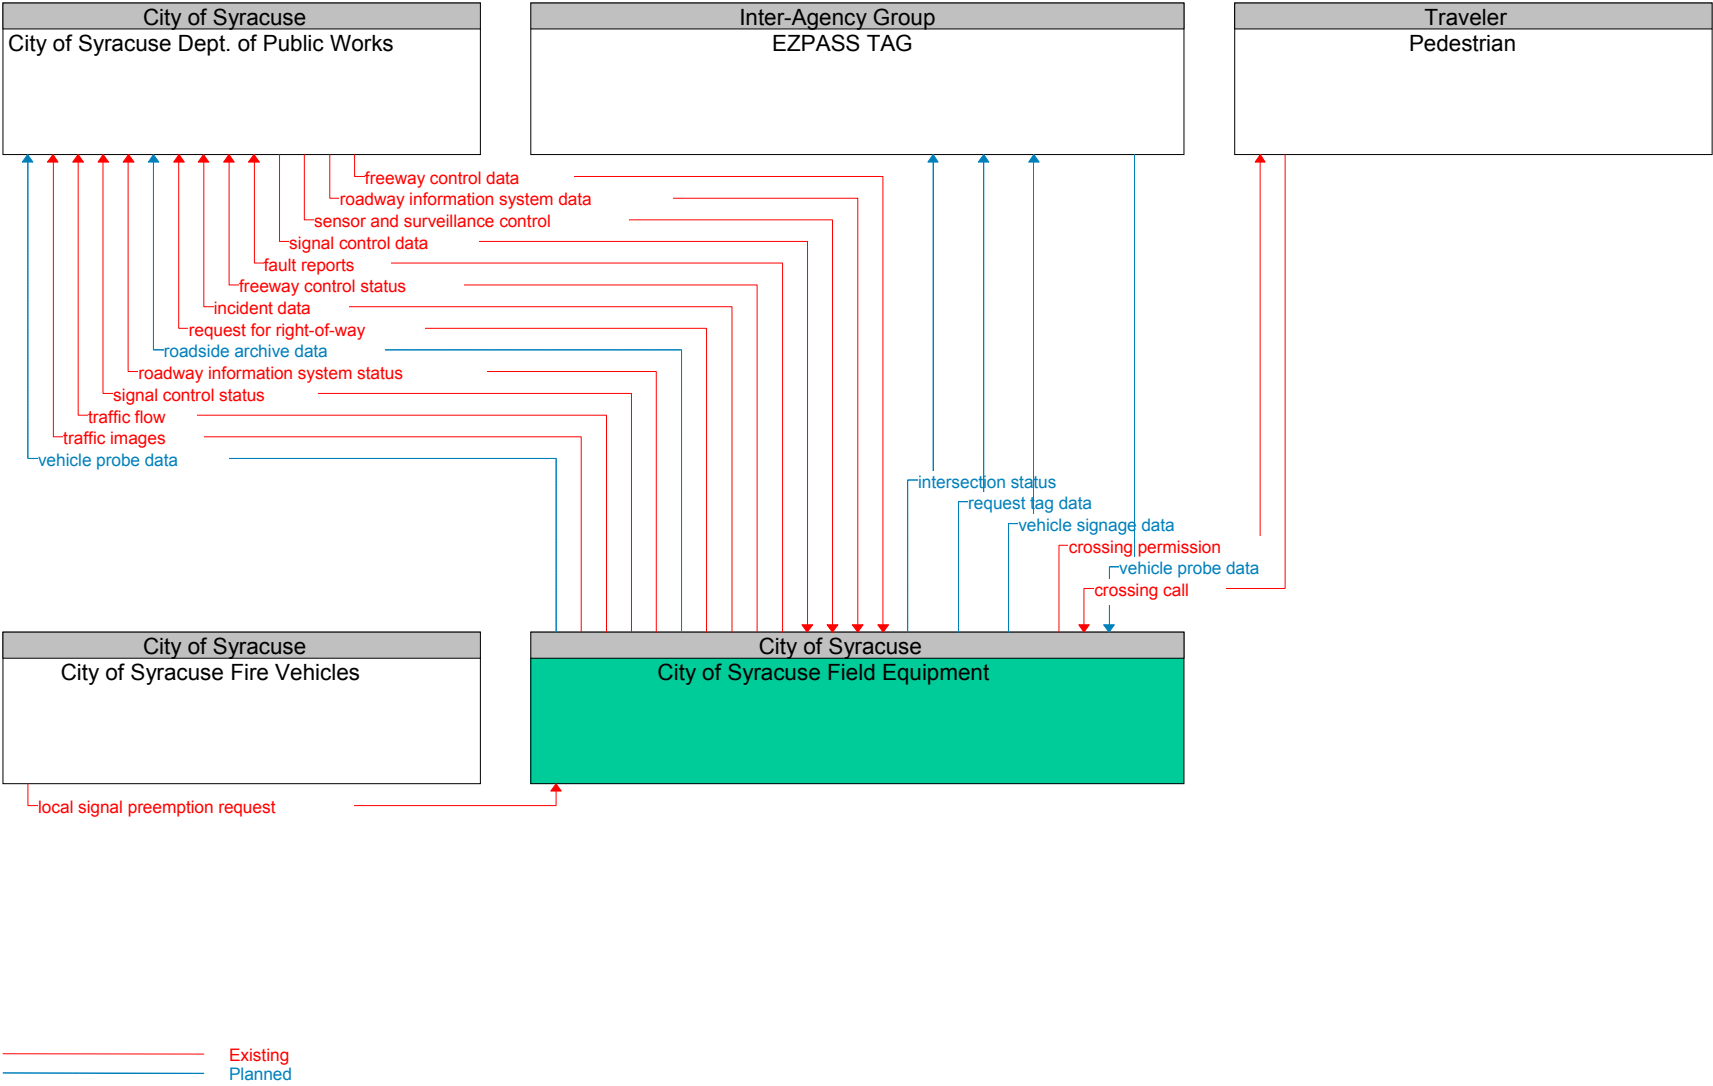 City of Syracuse
City of Syracuse Dept. of Public Works
Inter-Agency Group
EZPASS TAG
Traveler
Pedestrian
freeway control data
roadway information system data
sensor and surveillance control
signal control data
fault reports
freeway control status
incident data
request for right-of-way
roadside archive data
roadway information system status
signal control status
traffic flow
traffic images
vehicle probe data
intersection status
request tag data
vehicle signage data
crossing permission
vehicle probe data
crossing call
City of Syracuse
City of Syracuse Fire Vehicles
City of Syracuse
City of Syracuse Field Equipment
local signal preemption request
Existing
Planned